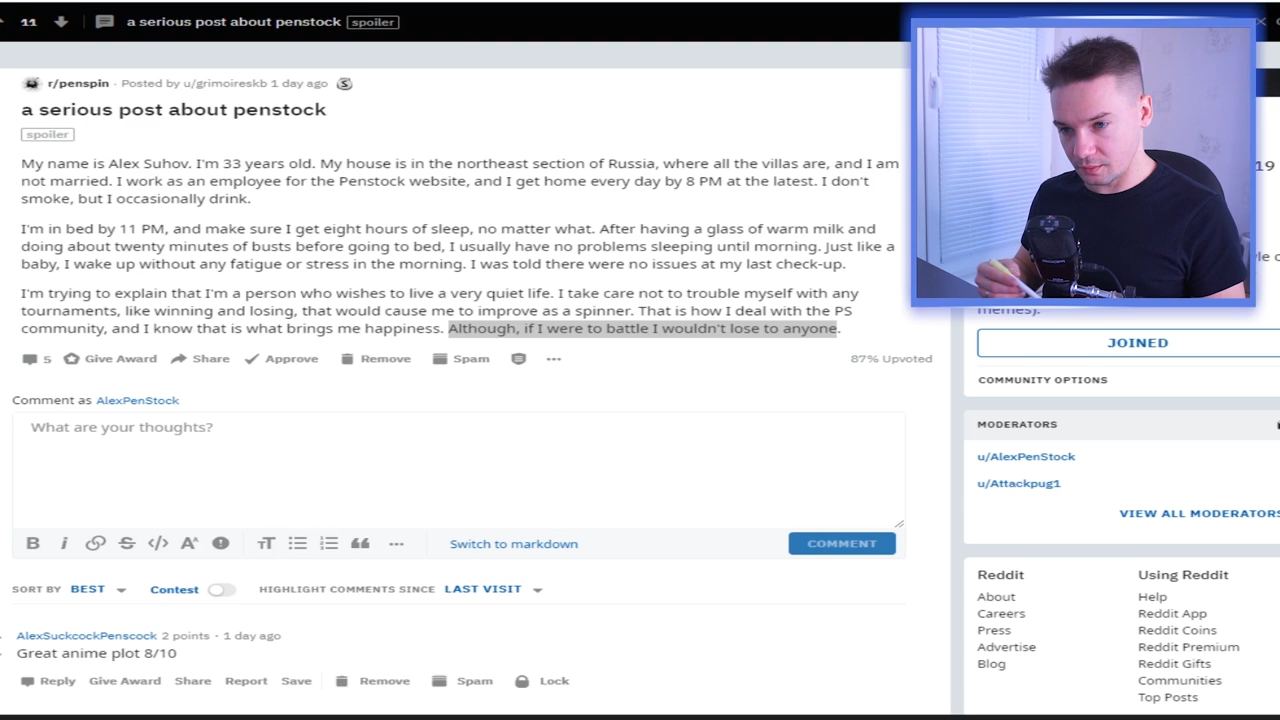 11 a serious post about penstock spoiler
r/penspin · Posted by u/grimoireskb 1 day ago
a serious post about penstock
spoiler
My name is Alex Suhov. I'm 33 years old. My house is in the northeast section of Russia, where all the villas are, and I am
not married. I work as an employee for the Penstock website, and I get home every day by 8 PM at the latest. I don't
smoke, but I occasionally drink.
I'm in bed by 11 PM, and make sure I get eight hours of sleep, no matter what. After having a glass of warm milk and
doing about twenty minutes of busts before going to bed, I usually have no problems sleeping until morning. Just like a
baby, I wake up without any fatigue or stress in the morning. I was told there were no issues at my last check-up.
I'm trying to explain that I'm a person who wishes to live a very quiet life. I take care not to trouble myself with any
tournaments, like winning and losing, that would cause me to improve as a spinner. That is how I deal with the PS
community, and I know that is what brings me happiness. Although, if I were to battle I wouldn't lose to anyone.
5 Give Award Share Approve Remove Spam ••• 87% Upvoted
Comment as AlexPenStock
What are your thoughts?
B i S </> A T •••  Switch to markdown COMMENT
SORT BY BEST Contest HIGHLIGHT COMMENTS SINCE LAST VISIT
AlexSuckcockPenscock 2 points · 1 day ago
Great anime plot 8/10
Reply Give Award Share Report Save Remove Spam Lock
19
memes).
JOINED
COMMUNITY OPTIONS
MODERATORS
u/AlexPenStock
u/Attackpug1
VIEW ALL MODERATORS
Reddit Using Reddit
About Help
Careers Reddit App
Press Reddit Coins
Advertise Reddit Premium
Blog Reddit Gifts
Communities
Top Posts